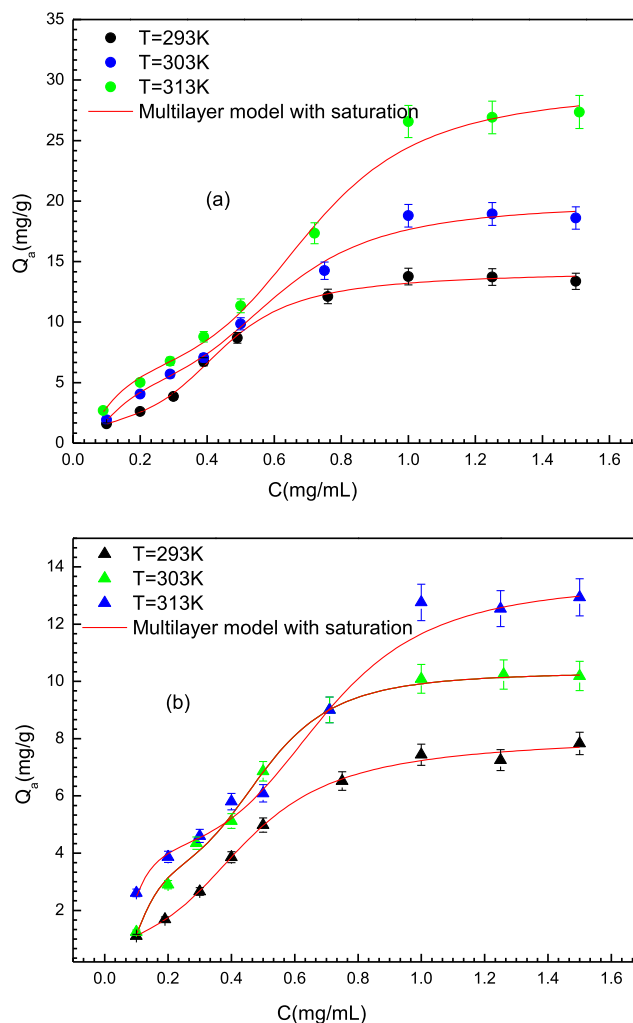 T=293K
T=303K
T=313K
Multilayer model with saturation
(a)
Qa(mg/g)
35
30
25
20
15
10
5
0
0.0 0.2 0.4 0.6 0.8 1.0 1.2 1.4 1.6
C(mg/mL)
T=293K
T=303K
T=313K
Multilayer model with saturation
(b)
Qa(mg/g)
14
12
10
8
6
4
2
0.0 0.2 0.4 0.6 0.8 1.0 1.2 1.4 1.6
C(mg/mL)